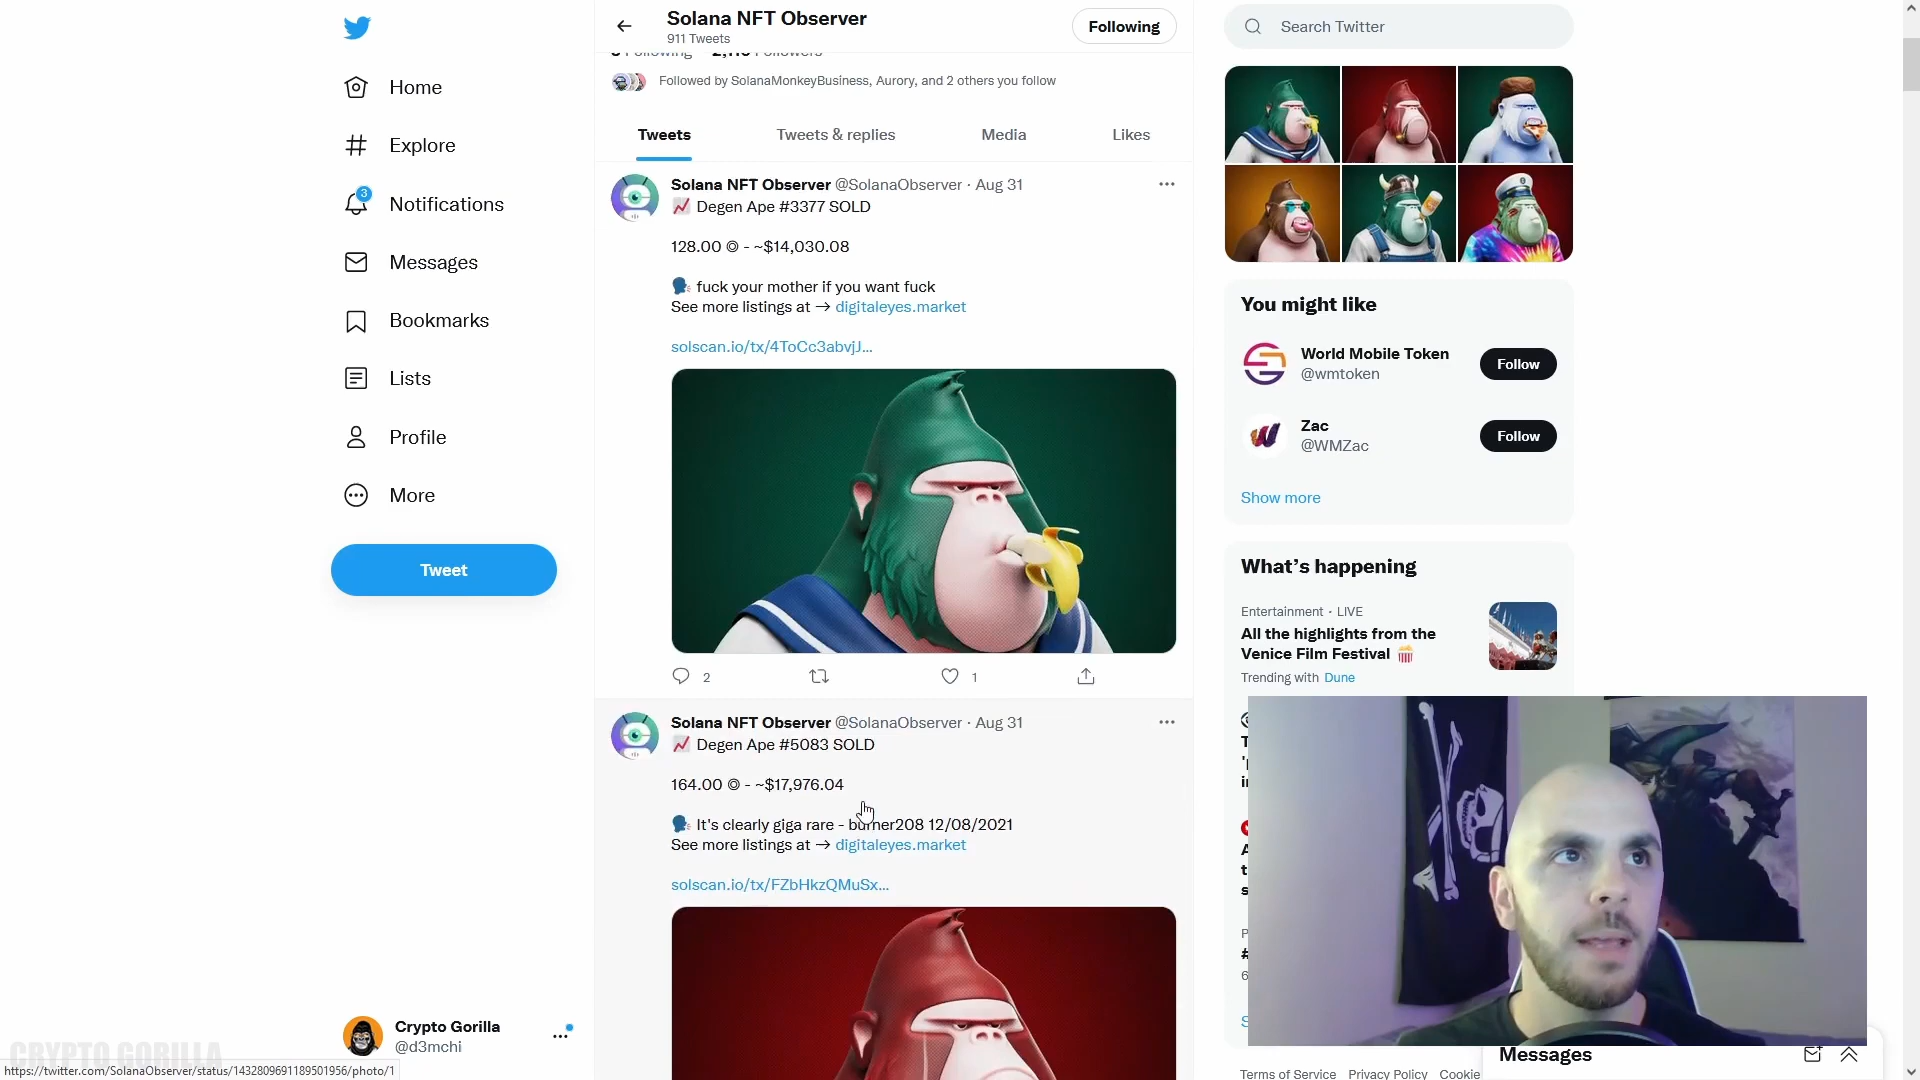 Home
Explore
3
Notifications
Messages
Bookmarks
Lists
Profile
More
Tweet
Crypto Gorilla
@d3mchi
CRYPTO GORILLA
https://twitter.com/SolanaObserver/status/1432809691189501956/photo/1
Solana NFT Observer
911 Tweets
Following
Following Followers
Followed by SolanaMonkeyBusiness, Aurory, and 2 others you follow
Tweets Tweets & replies Media Likes
Solana NFT Observer @SolanaObserver · Aug 31
Degen Ape #3377 SOLD
128.00 ◎ - ~$14,030.08
fuck your mother if you want fuck
See more listings at → digitaleyes.market
solscan.io/tx/4ToCc3abvjJ...
2 1
Solana NFT Observer @SolanaObserver · Aug 31
Degen Ape #5083 SOLD
164.00 ◎ - ~$17,976.04
It's clearly giga rare - burner208 12/08/2021
See more listings at → digitaleyes.market
solscan.io/tx/FZbHkzQMuSx...
Search Twitter
You might like
World Mobile Token
@wmtoken
Follow
Zac
@WMZac
Follow
Show more
What's happening
Entertainment · LIVE
All the highlights from the
Venice Film Festival
Trending with Dune
Messages
Terms of Service Privacy Policy Cookie